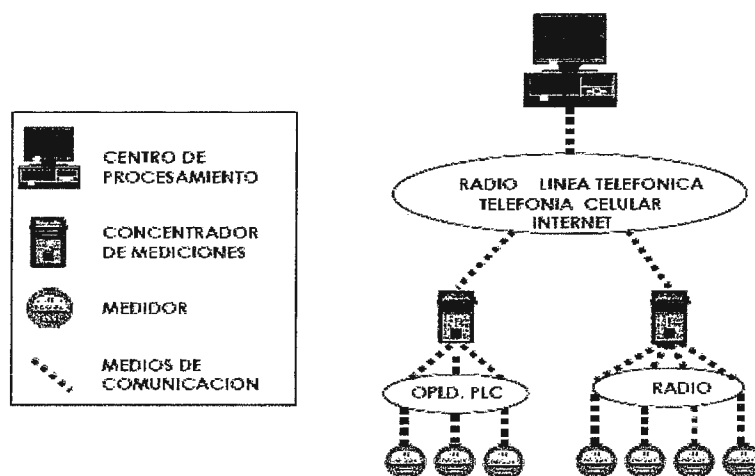 CENTRO DE
PROCESAMIENTO
CONCENTRADOR
DE MEDICIONES
MEDIDOR
MEDIOS DE
COMUNICACION
RADIO LINEA TELEFONICA
TELEFONIA CELULAR
INTERNET
OPLD, PLC
RADIO